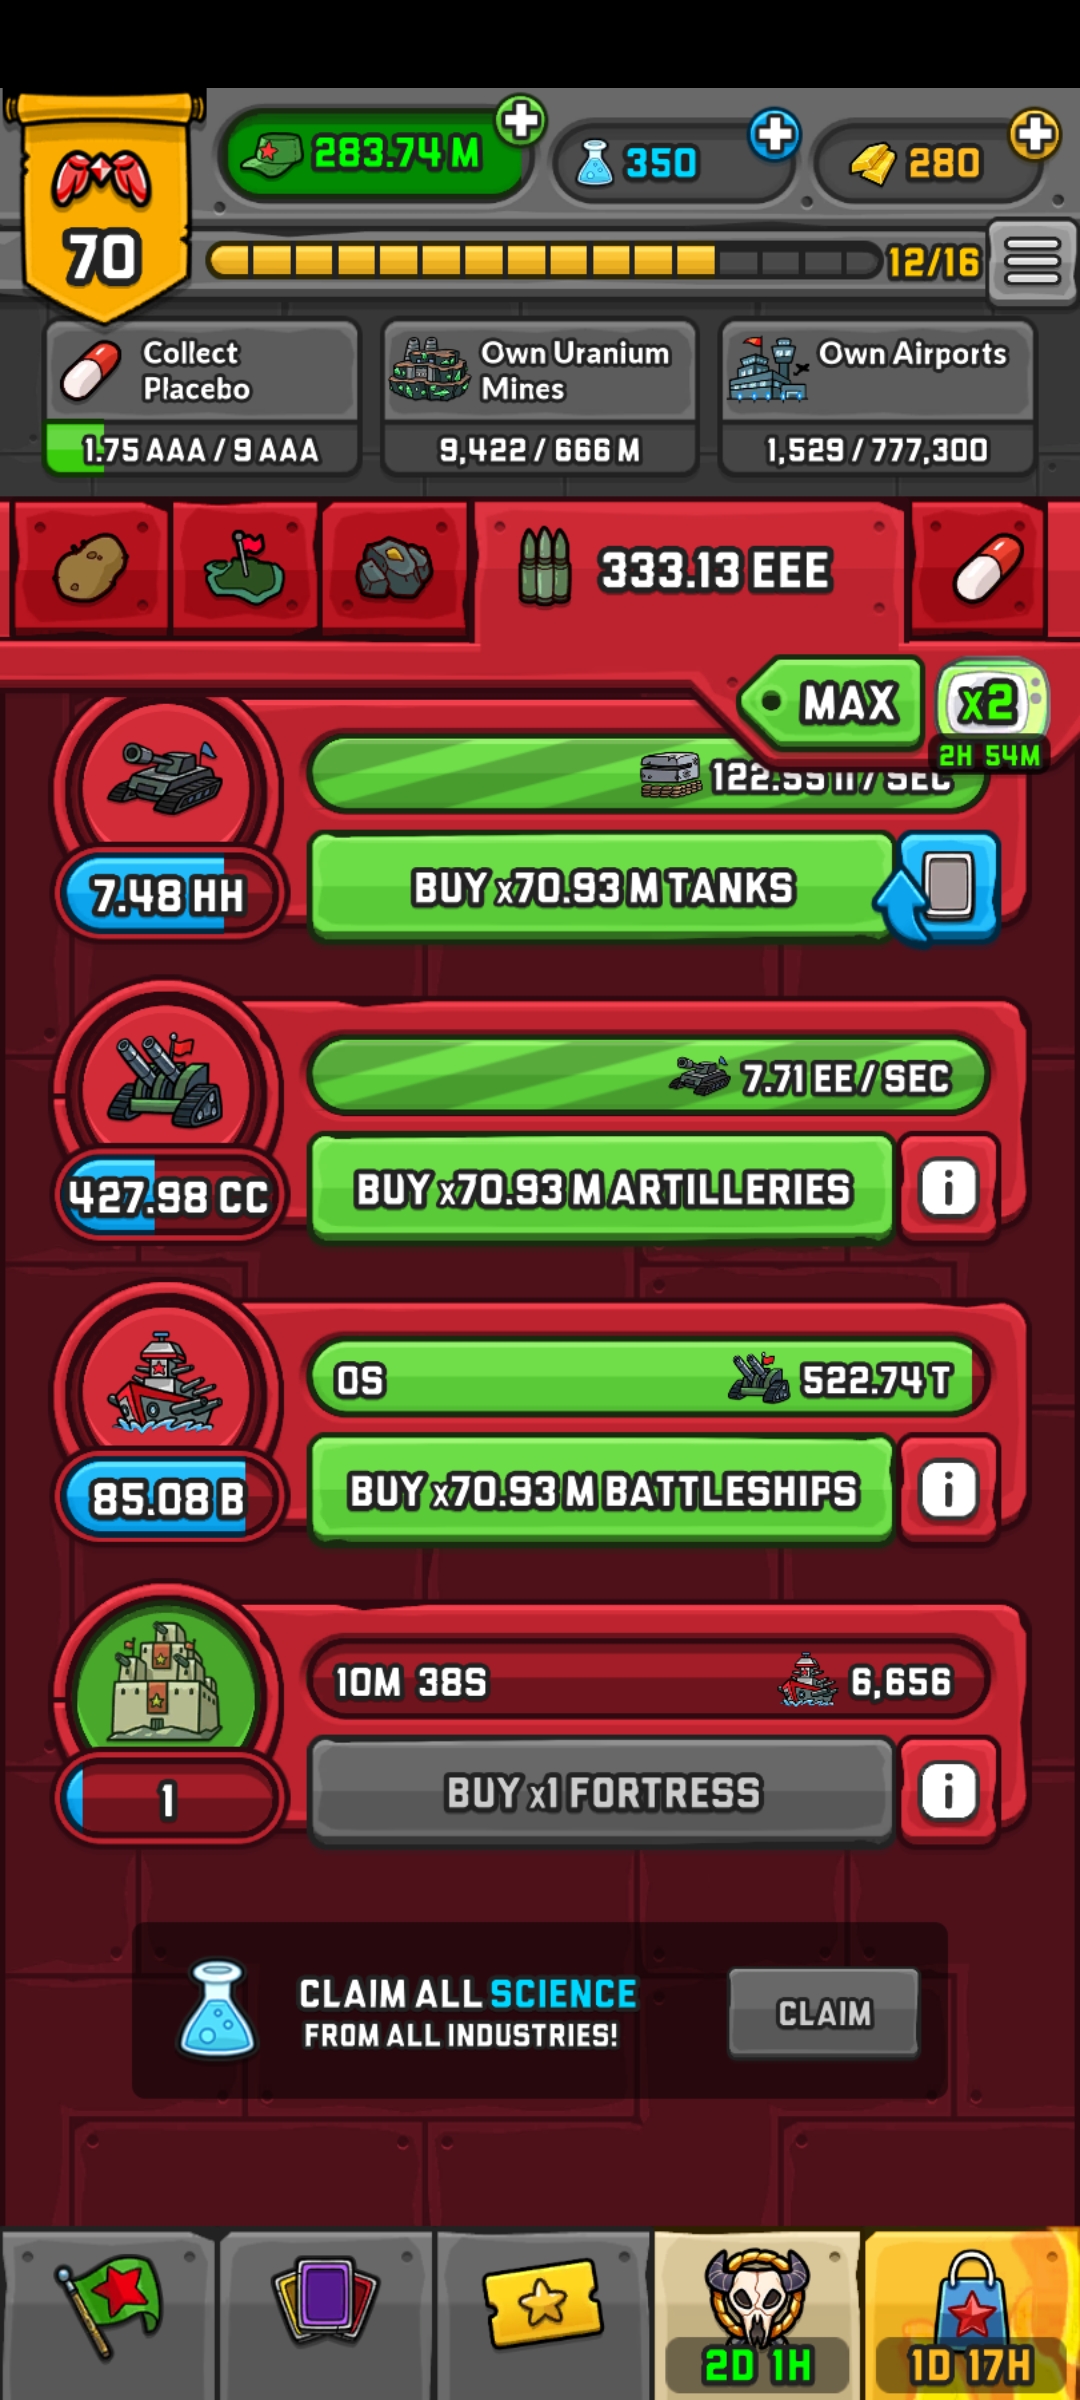 283.74 M
350
280
70
12/16
Collect
Placebo
1.75 AAA / 9 AAA
Own Uranium
Mines
9,422 / 666 M
Own Airports
1,529 / 777,300
333.13 EEE
MAX
x2
2H 54M
/ SEC
7.48 HH
BUY x70.93 M TANKS
7.71 EE / SEC
427.98 CC
BUY x70.93 M ARTILLERIES
i
0S
522.74 T
85.08 B
BUY x70.93 M BATTLESHIPS
i
10M 38S
6,656
1
BUY x1 FORTRESS
i
CLAIM ALL SCIENCE
FROM ALL INDUSTRIES!
CLAIM
2D 1H
1D 17H